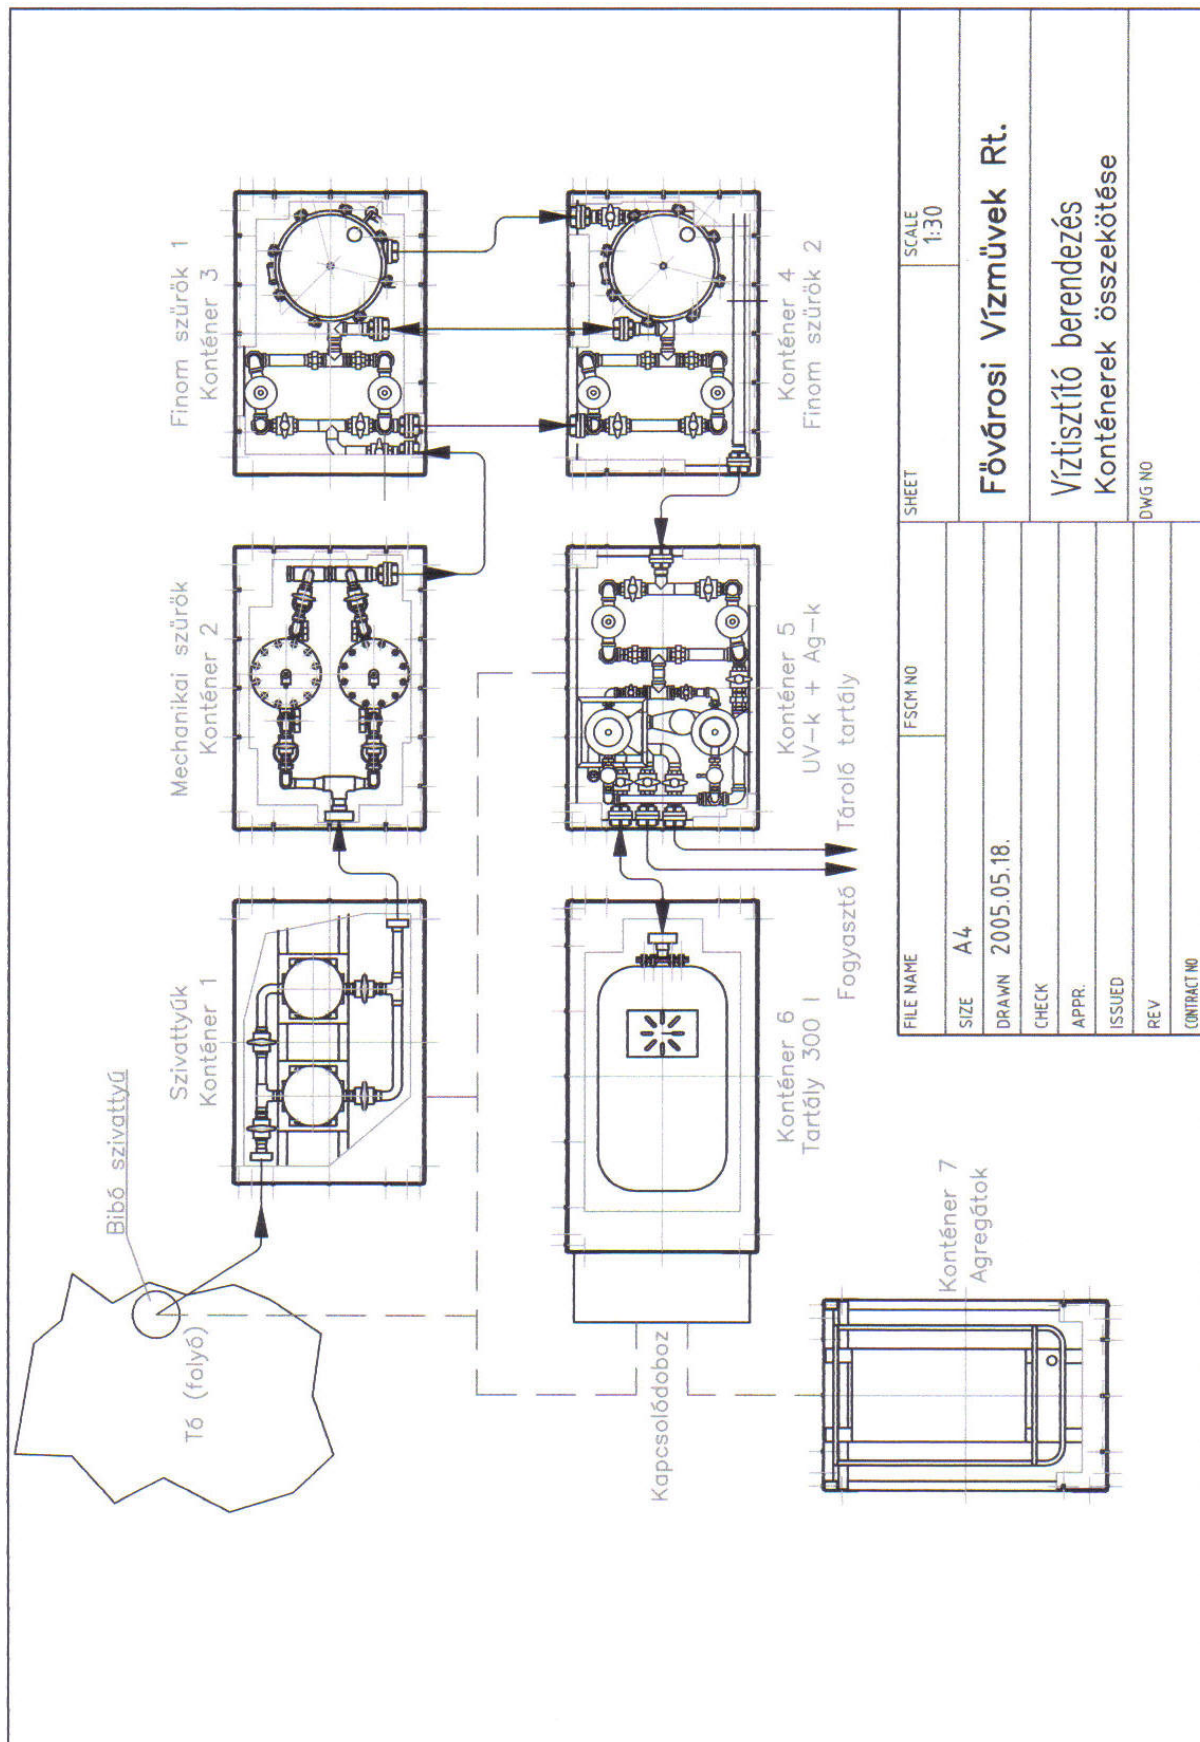 Bibó szivattyú
Tó (folyó)
Szivattyúk
Konténer 1
Mechanikai szűrök
Konténer 2
Finom szűrök 1
Konténer 3
Kapcsolódoboz
Konténer 6
Tartály 300 l
Konténer 5
UV-k + Ag-k
Konténer 4
Finom szűrök 2
Fogyasztó
Tároló tartály
Konténer 7
Agregátok
FILE NAME
FSCM NO
SHEET
SCALE
1:30
SIZE A4
DRAWN 2005.05.18.
CHECK
APPR.
ISSUED
REV
CONTRACT NO
Fővárosi Vízművek Rt.
Víztisztító berendezés
Konténerek összekötése
DWG NO